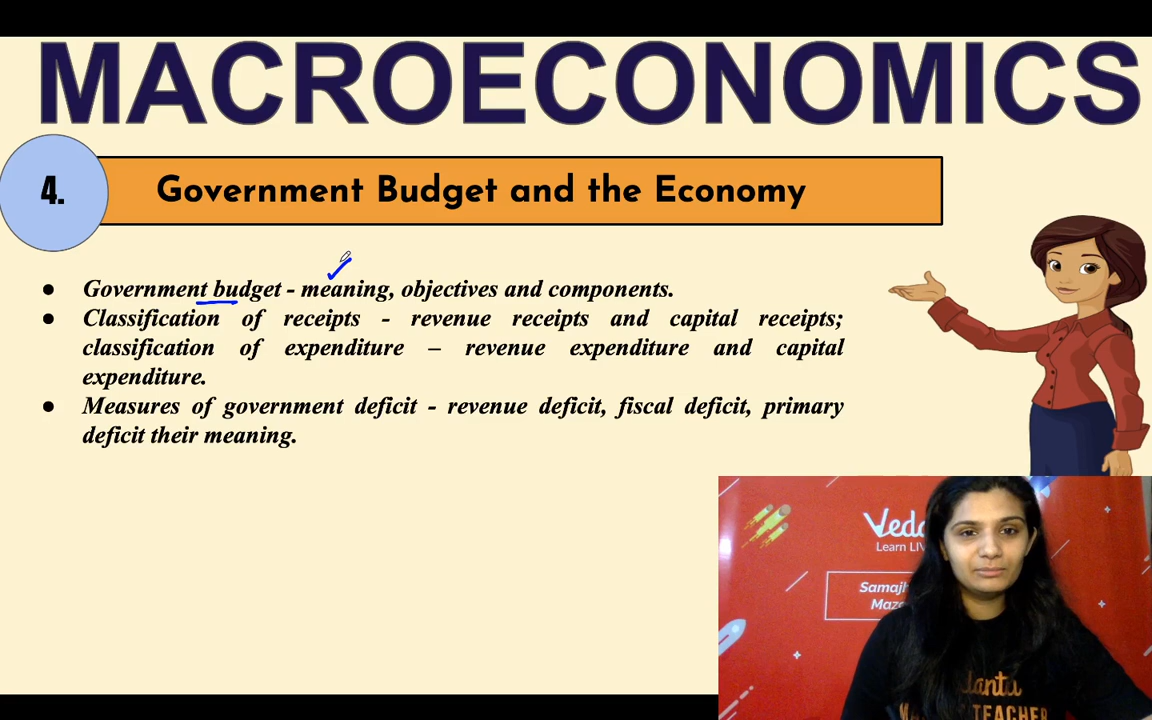 MACROECONOMICS
4.
Government Budget and the Economy
● Government budget - meaning, objectives and components.
● Classification of receipts - revenue receipts and capital receipts;
classification of expenditure – revenue expenditure and capital
expenditure.
● Measures of government deficit - revenue deficit, fiscal deficit, primary
deficit their meaning.
Learn LIV
Samajh
TEACHER